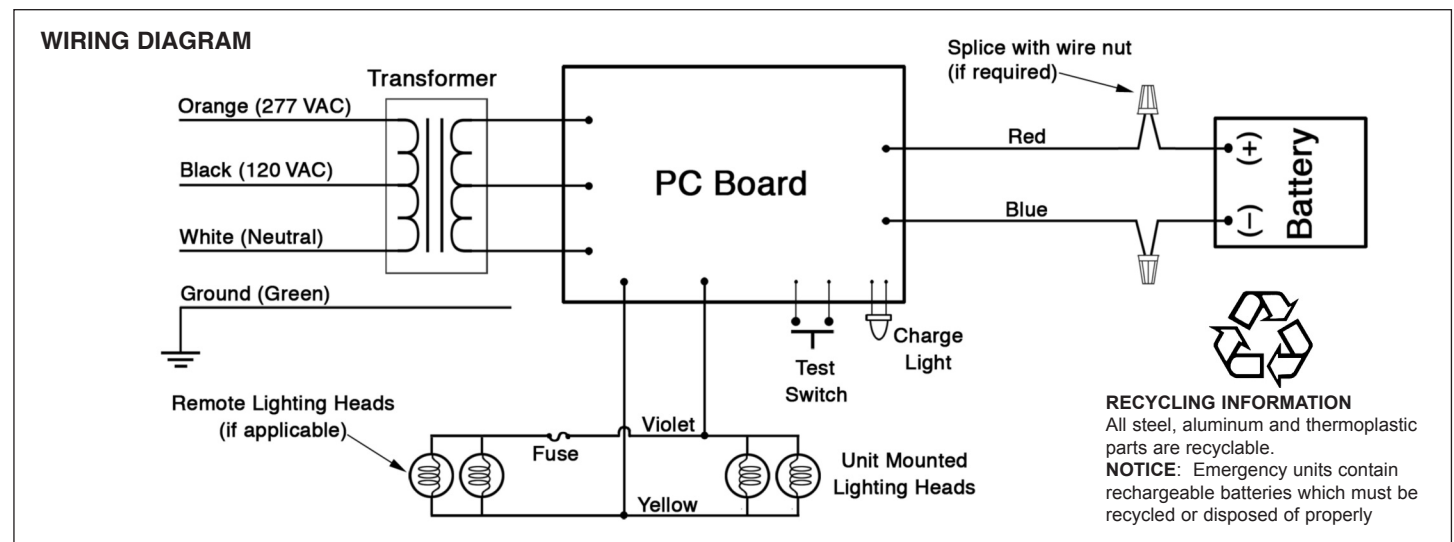 WIRING DIAGRAM
Transformer
Orange (277 VAC)
Black (120 VAC)
White (Neutral)
Ground (Green)
PC Board
Splice with wire nut
(if required)
Red
Blue
(+)
(−)
Battery
Test
Switch
Charge
Light
Remote Lighting Heads
(if applicable)
Fuse
Violet
Yellow
Unit Mounted
Lighting Heads
RECYCLING INFORMATION
All steel, aluminum and thermoplastic
parts are recyclable.
NOTICE: Emergency units contain
rechargeable batteries which must be
recycled or disposed of properly